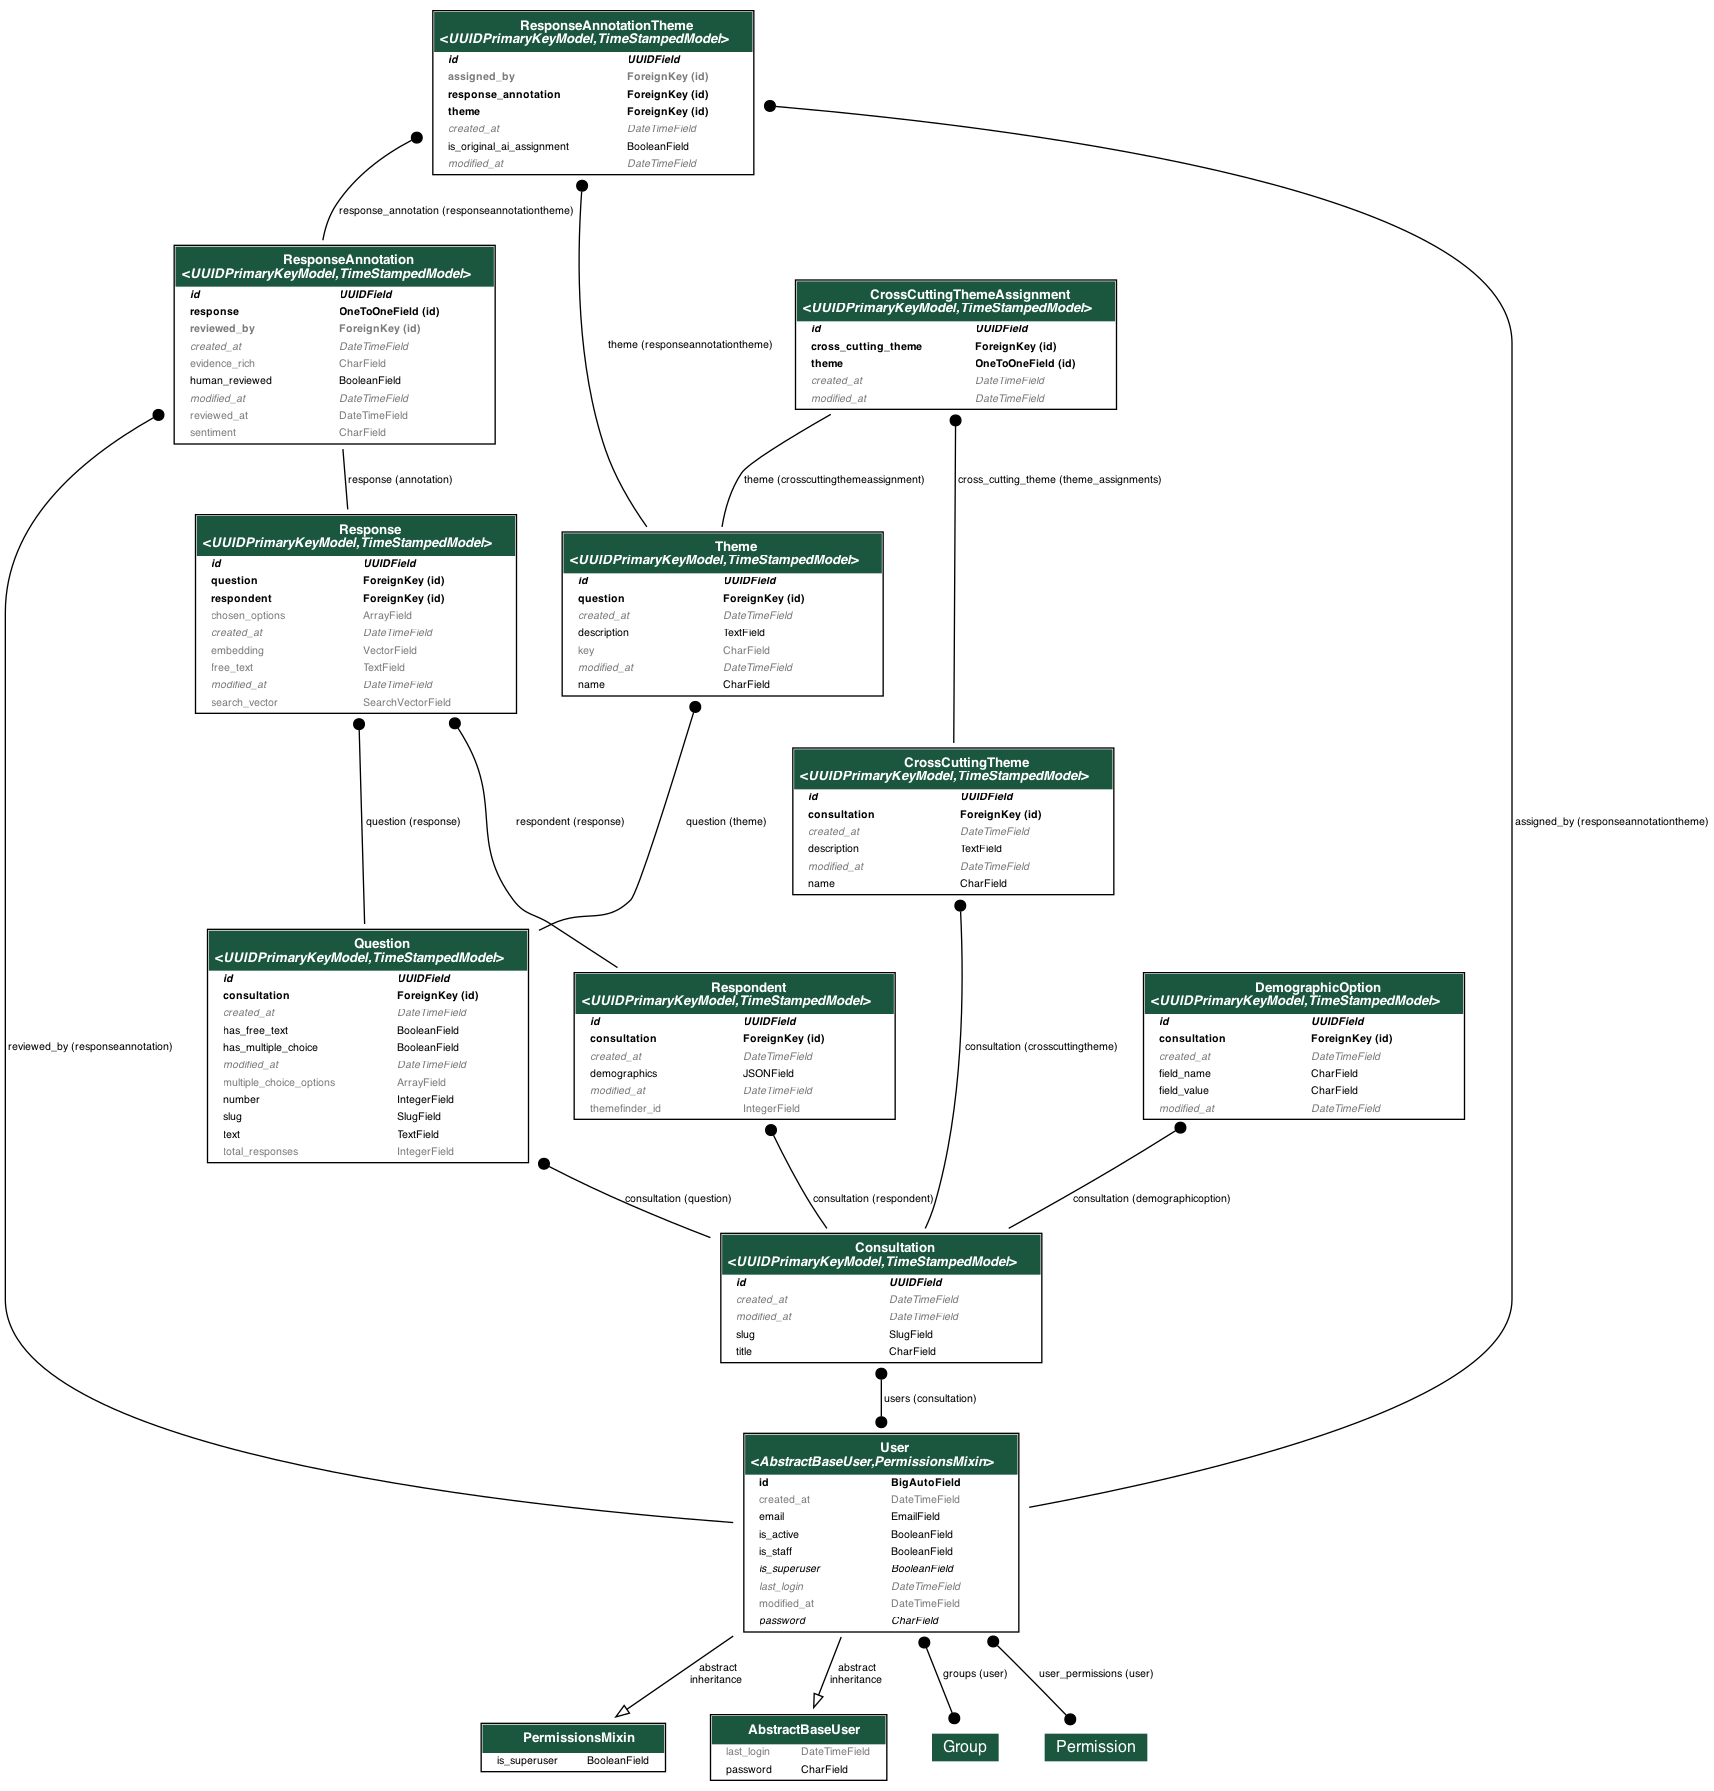 ResponseAnnotationTheme
<UUIDPrimaryKeyModel,TimeStampedModel>
id UUIDField
assigned_by ForeignKey (id)
response_annotation ForeignKey (id)
theme ForeignKey (id)
created_at DateTimeField
is_original_ai_assignment BooleanField
modified_at DateTimeField
response_annotation (responseannotationtheme)
ResponseAnnotation
<UUIDPrimaryKeyModel,TimeStampedModel>
id UUIDField
response OneToOneField (id)
reviewed_by ForeignKey (id)
created_at DateTimeField
evidence_rich CharField
human_reviewed BooleanField
modified_at DateTimeField
reviewed_at DateTimeField
sentiment CharField
CrossCuttingThemeAssignment
<UUIDPrimaryKeyModel,TimeStampedModel>
id UUIDField
cross_cutting_theme ForeignKey (id)
theme OneToOneField (id)
created_at DateTimeField
modified_at DateTimeField
theme (responseannotationtheme)
response (annotation)
theme (crosscuttingthemeassignment)
cross_cutting_theme (theme_assignments)
Response
<UUIDPrimaryKeyModel,TimeStampedModel>
id UUIDField
question ForeignKey (id)
respondent ForeignKey (id)
chosen_options ArrayField
created_at DateTimeField
embedding VectorField
free_text TextField
modified_at DateTimeField
search_vector SearchVectorField
Theme
<UUIDPrimaryKeyModel,TimeStampedModel>
id UUIDField
question ForeignKey (id)
created_at DateTimeField
description TextField
key CharField
modified_at DateTimeField
name CharField
CrossCuttingTheme
<UUIDPrimaryKeyModel,TimeStampedModel>
id UUIDField
consultation ForeignKey (id)
created_at DateTimeField
description TextField
modified_at DateTimeField
name CharField
question (response)
respondent (response)
question (theme)
assigned_by (responseannotationtheme)
Question
<UUIDPrimaryKeyModel,TimeStampedModel>
id UUIDField
consultation ForeignKey (id)
created_at DateTimeField
has_free_text BooleanField
has_multiple_choice BooleanField
modified_at DateTimeField
multiple_choice_options ArrayField
number IntegerField
slug SlugField
text TextField
total_responses IntegerField
Respondent
<UUIDPrimaryKeyModel,TimeStampedModel>
id UUIDField
consultation ForeignKey (id)
created_at DateTimeField
demographics JSONField
modified_at DateTimeField
themefinder_id IntegerField
DemographicOption
<UUIDPrimaryKeyModel,TimeStampedModel>
id UUIDField
consultation ForeignKey (id)
created_at DateTimeField
field_name CharField
field_value CharField
modified_at DateTimeField
reviewed_by (responseannotation)
consultation (crosscuttingtheme)
consultation (question)
consultation (respondent)
consultation (demographicoption)
Consultation
<UUIDPrimaryKeyModel,TimeStampedModel>
id UUIDField
created_at DateTimeField
modified_at DateTimeField
slug SlugField
title CharField
users (consultation)
User
<AbstractBaseUser,PermissionsMixin>
id BigAutoField
created_at DateTimeField
email EmailField
is_active BooleanField
is_staff BooleanField
is_superuser BooleanField
last_login DateTimeField
modified_at DateTimeField
password CharField
abstract
inheritance
abstract
inheritance
groups (user)
user_permissions (user)
PermissionsMixin
is_superuser BooleanField
AbstractBaseUser
last_login DateTimeField
password CharField
Group
Permission